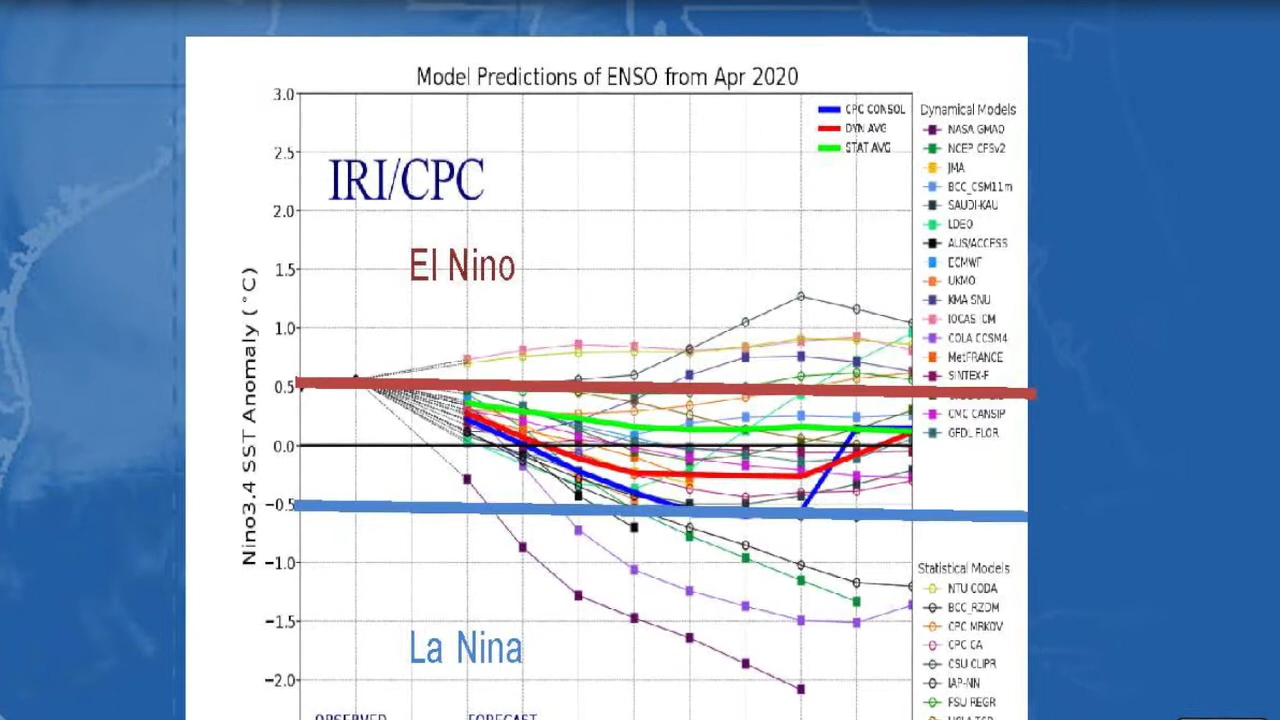 Model Predictions of ENSO from Apr 2020
3.0
2.5
2.0
1.5
1.0
0.5
0.0
−0.5
−1.0
−1.5
−2.0
Nino3.4 SST Anomaly (°C)
IRI/CPC
El Nino
La Nina
CPC CONSOL
DYN AVG
STAT AVG
Dynamical Models
NASA GMAO
NCEP CFSv2
JMA
BCC_CSM11m
SAUDI-KAU
LDEO
AUS/ACCESS
ECMWF
UKMO
KMA SNU
IOCAS ICM
COLA CCSM4
MetFRANCE
SINTEX-F
CMC CANSIP
GFDL FLOR
Statistical Models
NTU CODA
BCC_RZDM
CPC MRKOV
CPC CA
CSU CLIPR
IAP-NN
FSU REGR
OBSERVED
FORECAST